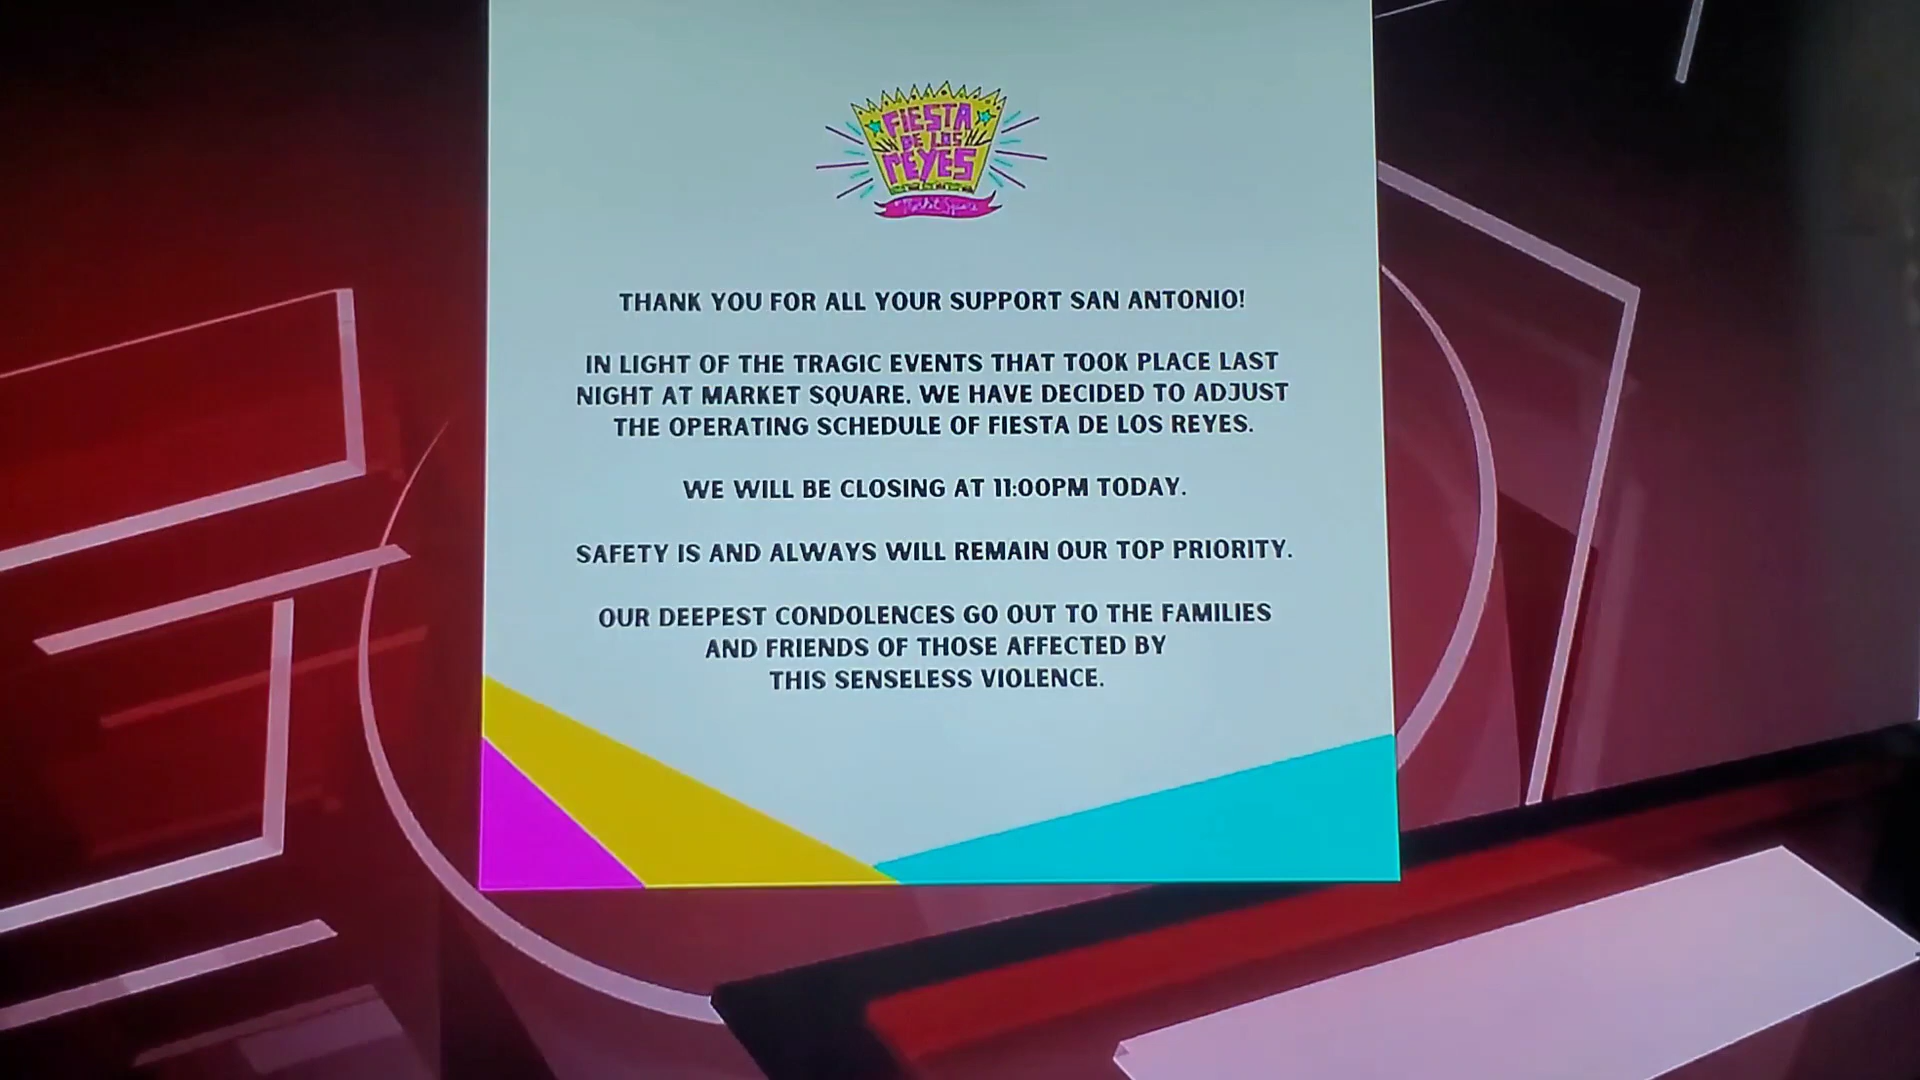 FIESTA
DE LOS
REYES
Market Square
THANK YOU FOR ALL YOUR SUPPORT SAN ANTONIO!
IN LIGHT OF THE TRAGIC EVENTS THAT TOOK PLACE LAST
NIGHT AT MARKET SQUARE. WE HAVE DECIDED TO ADJUST
THE OPERATING SCHEDULE OF FIESTA DE LOS REYES.
WE WILL BE CLOSING AT 11:00PM TODAY.
SAFETY IS AND ALWAYS WILL REMAIN OUR TOP PRIORITY.
OUR DEEPEST CONDOLENCES GO OUT TO THE FAMILIES
AND FRIENDS OF THOSE AFFECTED BY
THIS SENSELESS VIOLENCE.